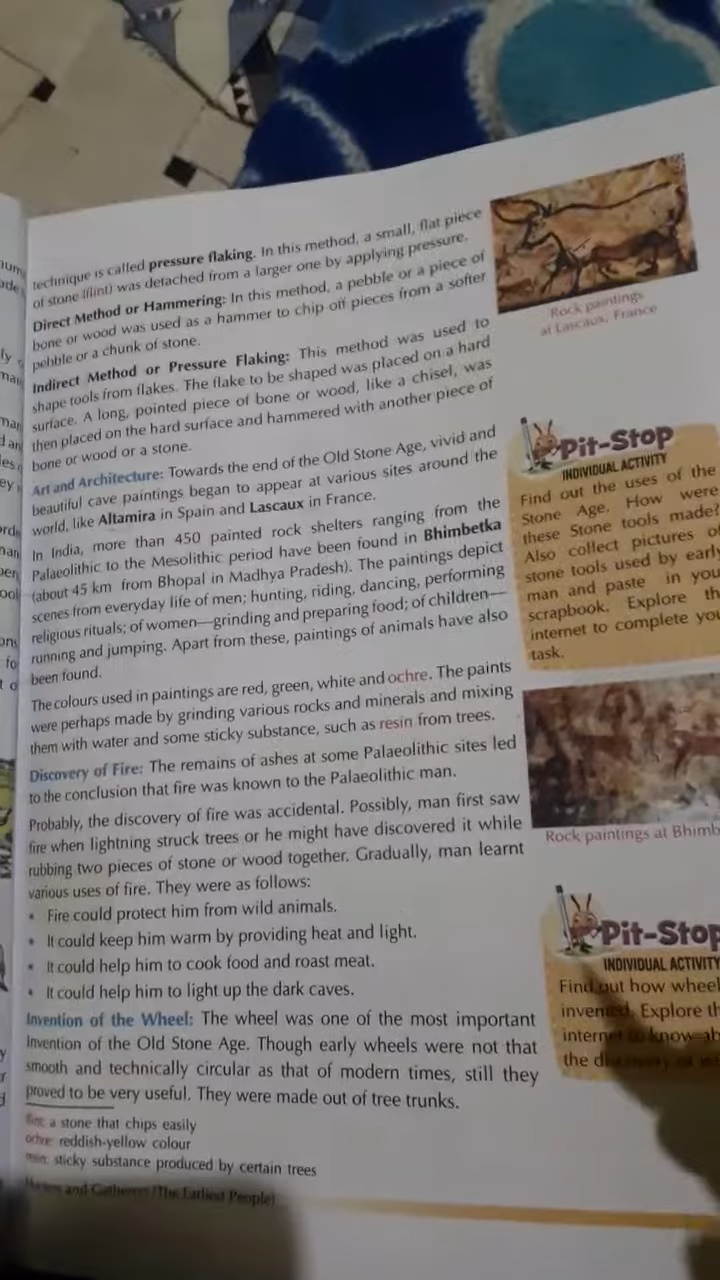 technique is called pressure flaking. In this method, a small, flat piece
of stone (flint) was detached from a larger one by applying pressure.
Direct Method or Hammering: In this method, a pebble or a piece of
bone or wood was used as a hammer to chip off pieces from a softer
pebble or a chunk of stone.
Indirect Method or Pressure Flaking: This method was used to
shape tools from flakes. The flake to be shaped was placed on a hard
surface. A long, pointed piece of bone or wood, like a chisel, was
then placed on the hard surface and hammered with another piece of
bone or wood or a stone.
Art and Architecture: Towards the end of the Old Stone Age, vivid and
beautiful cave paintings began to appear at various sites around the
world, like Altamira in Spain and Lascaux in France.
In India, more than 450 painted rock shelters ranging from the
Palaeolithic to the Mesolithic period have been found in Bhimbetka
(about 45 km from Bhopal in Madhya Pradesh). The paintings depict
scenes from everyday life of men; hunting, riding, dancing, performing
religious rituals; of women—grinding and preparing food; of children—
running and jumping. Apart from these, paintings of animals have also
been found.
The colours used in paintings are red, green, white and ochre. The paints
were perhaps made by grinding various rocks and minerals and mixing
them with water and some sticky substance, such as resin from trees.
Discovery of Fire: The remains of ashes at some Palaeolithic sites led
to the conclusion that fire was known to the Palaeolithic man.
Probably, the discovery of fire was accidental. Possibly, man first saw
fire when lightning struck trees or he might have discovered it while
rubbing two pieces of stone or wood together. Gradually, man learnt
various uses of fire. They were as follows:
• Fire could protect him from wild animals.
• It could keep him warm by providing heat and light.
• It could help him to cook food and roast meat.
• It could help him to light up the dark caves.
Invention of the Wheel: The wheel was one of the most important
invention of the Old Stone Age. Though early wheels were not that
smooth and technically circular as that of modern times, still they
proved to be very useful. They were made out of tree trunks.
flint: a stone that chips easily
ochre: reddish-yellow colour
resin: sticky substance produced by certain trees
and Gatherers (The Earliest People)
Rock paintings
at Lascaux, France
Pit-Stop
INDIVIDUAL ACTIVITY
Find out the uses of the
Stone Age. How were
these Stone tools made?
Also collect pictures of
stone tools used by early
man and paste in you
scrapbook. Explore th
internet to complete you
task.
Rock paintings at Bhimb
Pit-Stop
INDIVIDUAL ACTIVITY
Find out how wheel
invented. Explore th
internet to know ab
the discovery of